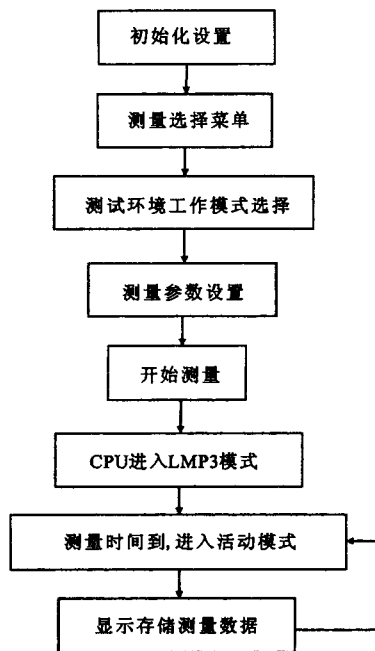 初始化设置
测量选择菜单
测试环境工作模式选择
测量参数设置
开始测量
CPU进入LMP3模式
测量时间到,进入活动模式
显示存储测量数据